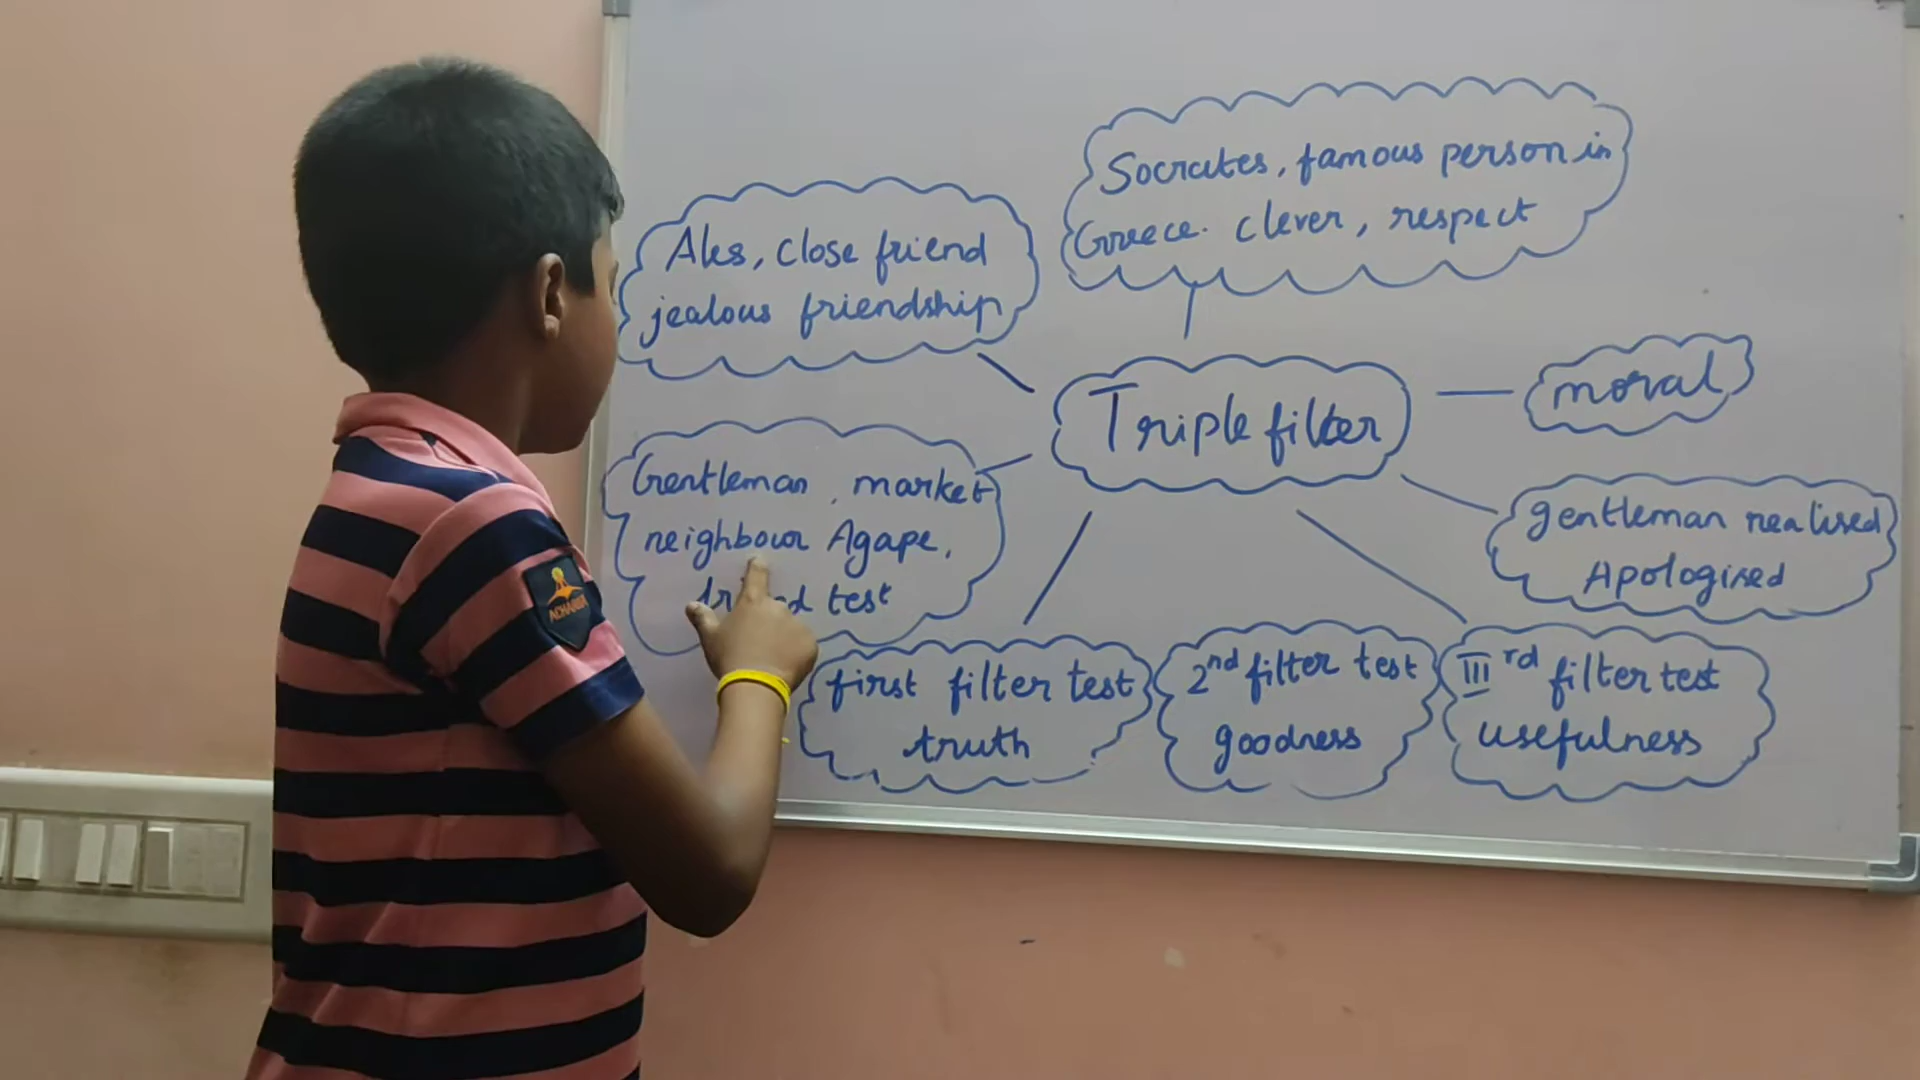 Socrates, famous person in
Greece. clever, respect
Ales, close friend
jealous friendship
Triple filter
moral
Gentleman, market
neighbour Agape,
test
gentleman realised
Apologised
first filter test
truth
2nd filter test
goodness
III rd filter test
usefulness